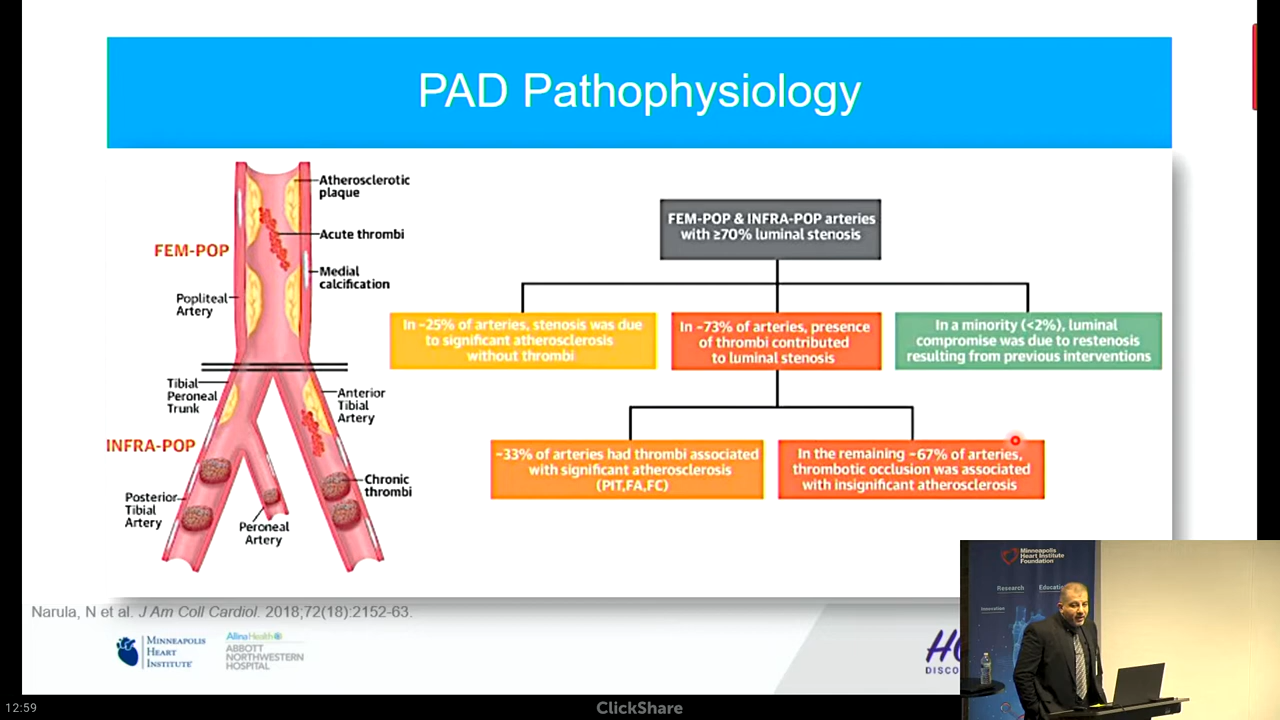 PAD Pathophysiology
Atherosclerotic
plaque
Acute thrombi
FEM-POP
Medial
calcification
Popliteal
Artery
Tibial
Peroneal
Trunk
Anterior
Tibial
Artery
INFRA-POP
Chronic
thrombi
Posterior
Tibial
Artery
Peroneal
Artery
FEM-POP & INFRA-POP arteries
with ≥70% luminal stenosis
In ~25% of arteries, stenosis was due
to significant atherosclerosis
without thrombi
In ~73% of arteries, presence
of thrombi contributed
to luminal stenosis
In a minority (<2%), luminal
compromise was due to restenosis
resulting from previous interventions
~33% of arteries had thrombi associated
with significant atherosclerosis
(PIT,FA,FC)
In the remaining ~67% of arteries,
thrombotic occlusion was associated
with insignificant atherosclerosis
Narula, N et al. J Am Coll Cardiol. 2018;72(18):2152-63.
MINNEAPOLIS
HEART
INSTITUTE®
Allina Health
ABBOTT
NORTHWESTERN
HOSPITAL
DISCO
Minneapolis
Heart Institute
Foundation®
Research
Educatio
Innovation
12:59
ClickShare